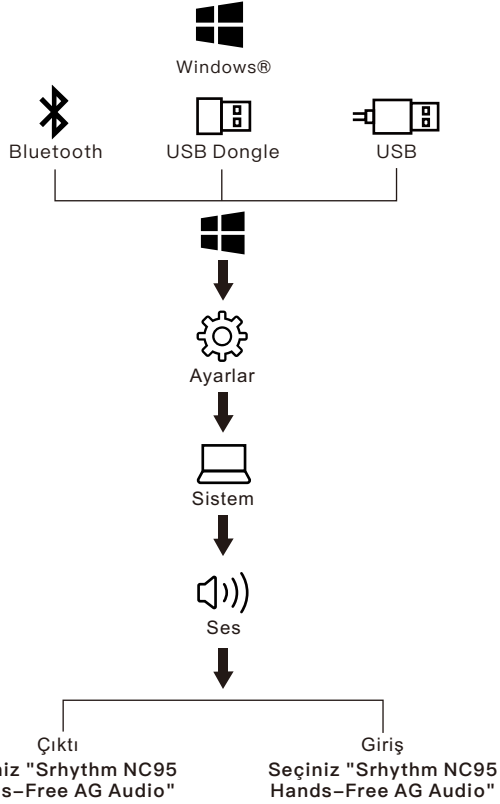 Windows®
Bluetooth
USB Dongle
USB
Ayarlar
Sistem
Ses
Çıktı
"Srhythm NC95
Free AG Audio"
Giriş
Seçiniz "Srhythm NC95
Hands–Free AG Audio"